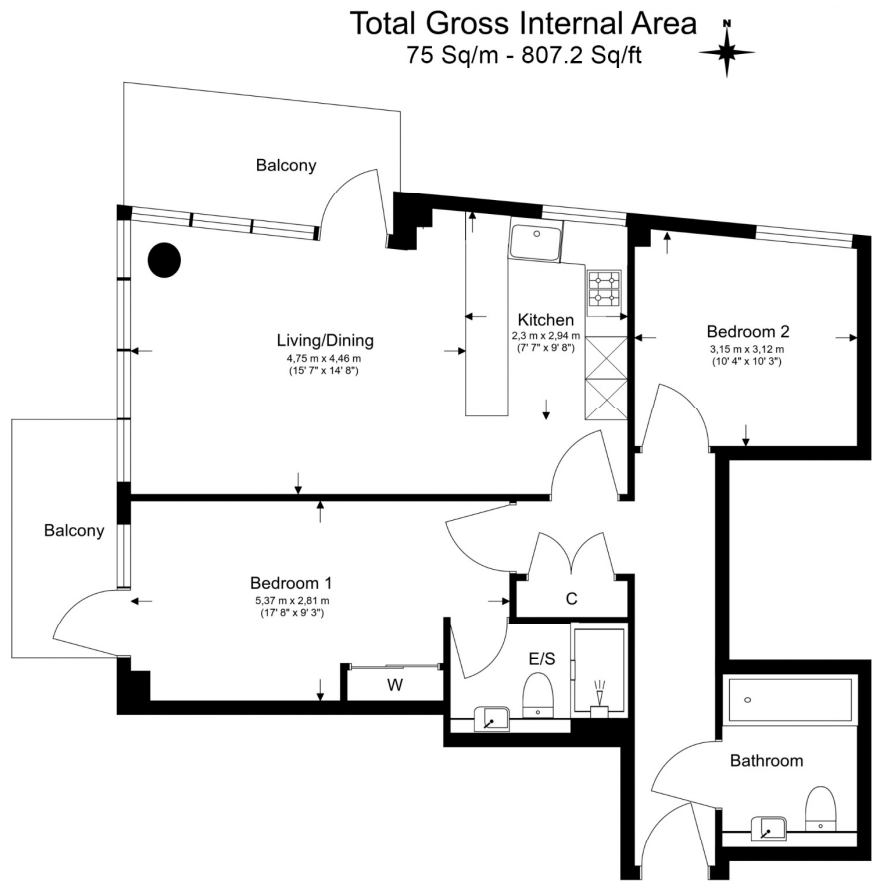 Total Gross Internal Area
N
75 Sq/m - 807.2 Sq/ft
Balcony
Living/Dining
4,75 m x 4,46 m
(15' 7" x 14' 8")
Kitchen
2,3 m x 2,94 m
(7' 7" x 9' 8")
Bedroom 2
3,15 m x 3,12 m
(10' 4" x 10' 3")
Balcony
Bedroom 1
5,37 m x 2,81 m
(17' 8" x 9' 3")
C
E/S
W
Bathroom